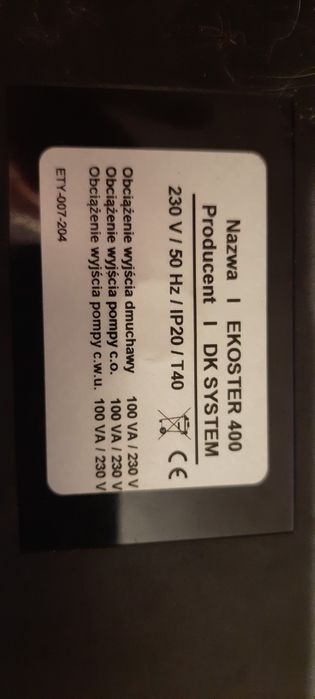 Nazwa I EKOSTER 400
Producent I DK SYSTEM
230 V / 50 Hz / IP20 / T40 CE
Obciążenie wyjścia dmuchawy 100 VA / 230 V
Obciążenie wyjścia pompy c.o. 100 VA / 230 V
Obciążenie wyjścia pompy c.w.u. 100 VA / 230 V
ETY-007-204